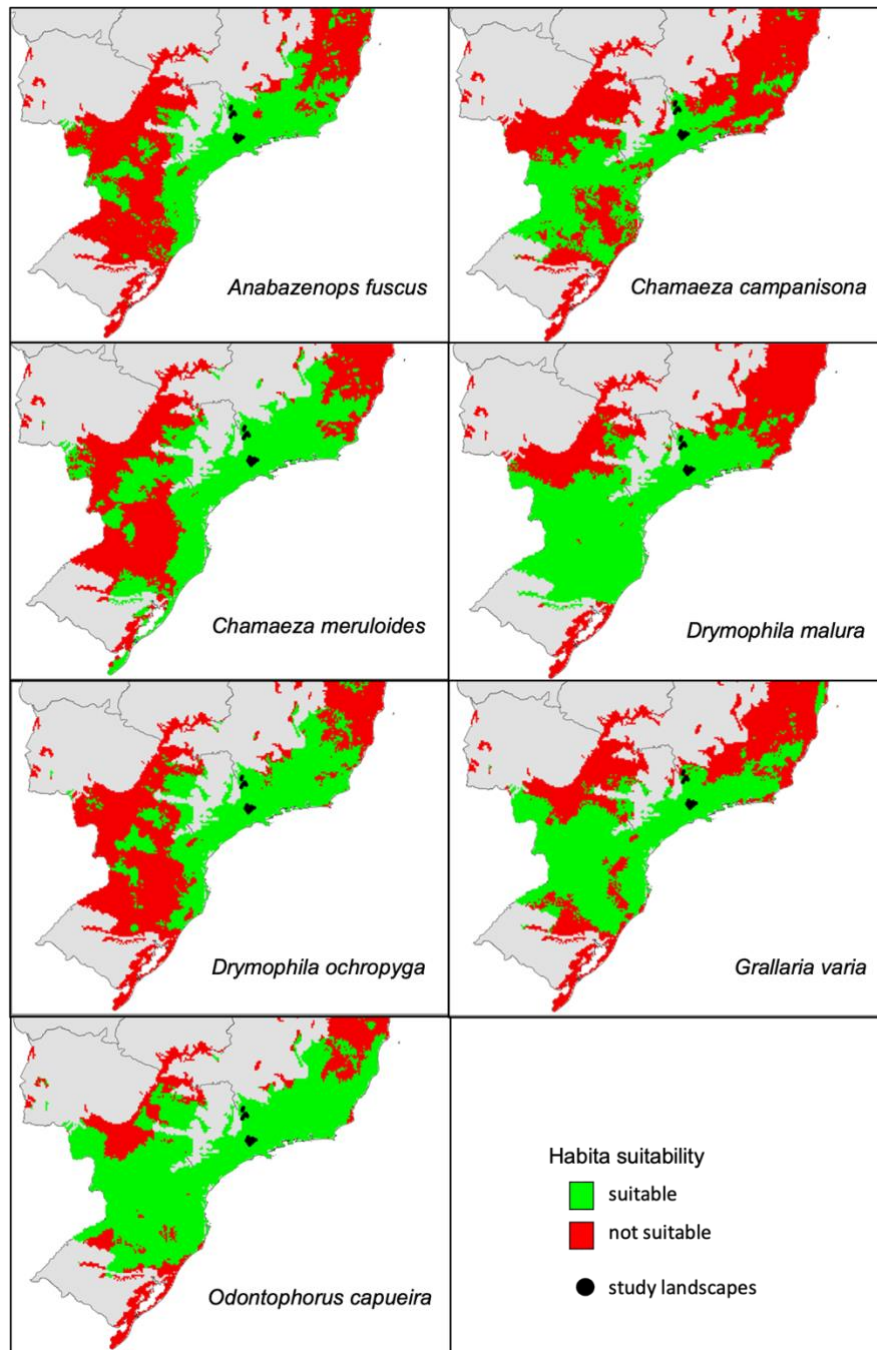 Anabazenops fuscus
Chamaeza campanisona
Chamaeza meruloides
Drymophila malura
Drymophila ochropyga
Grallaria varia
Odontophorus capueira
Habita suitability
suitable
not suitable
study landscapes